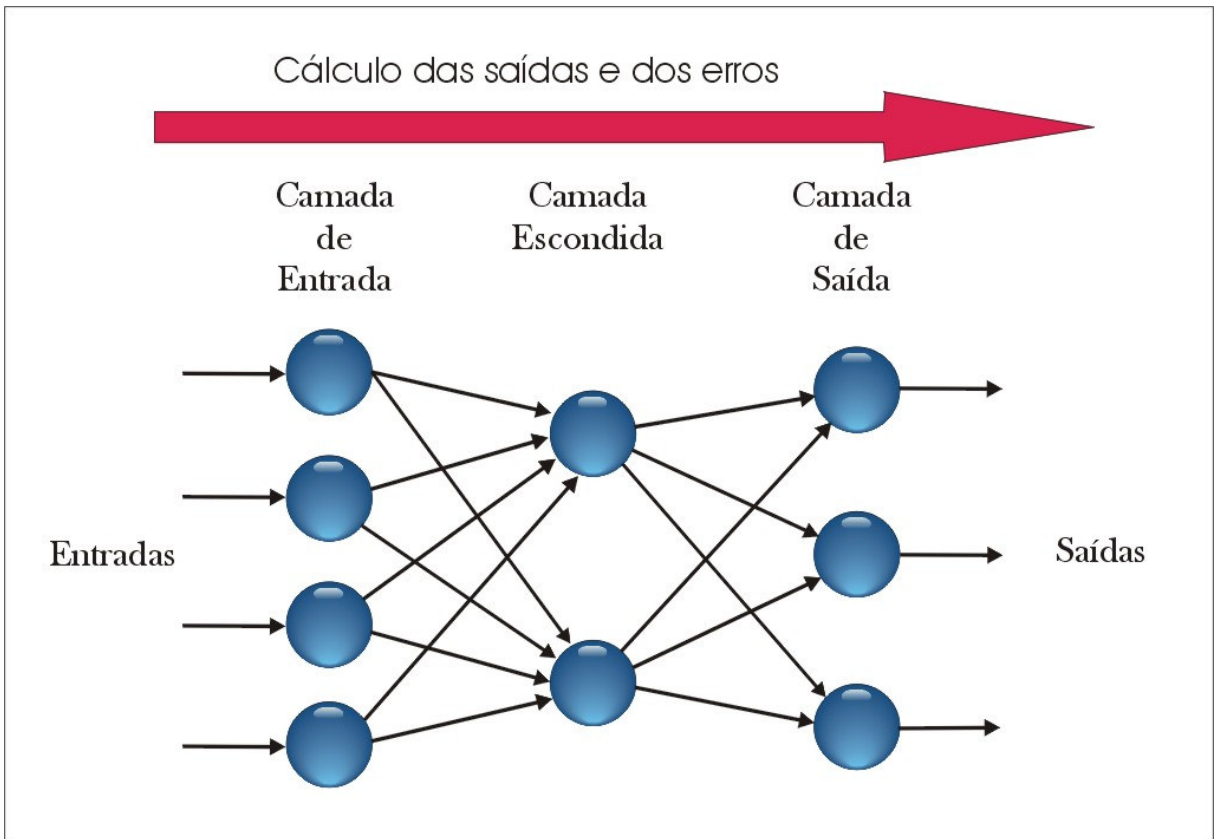 Cálculo das saídas e dos erros
Camada
de
Entrada
Camada
Escondida
Camada
de
Saída
Entradas
Saídas